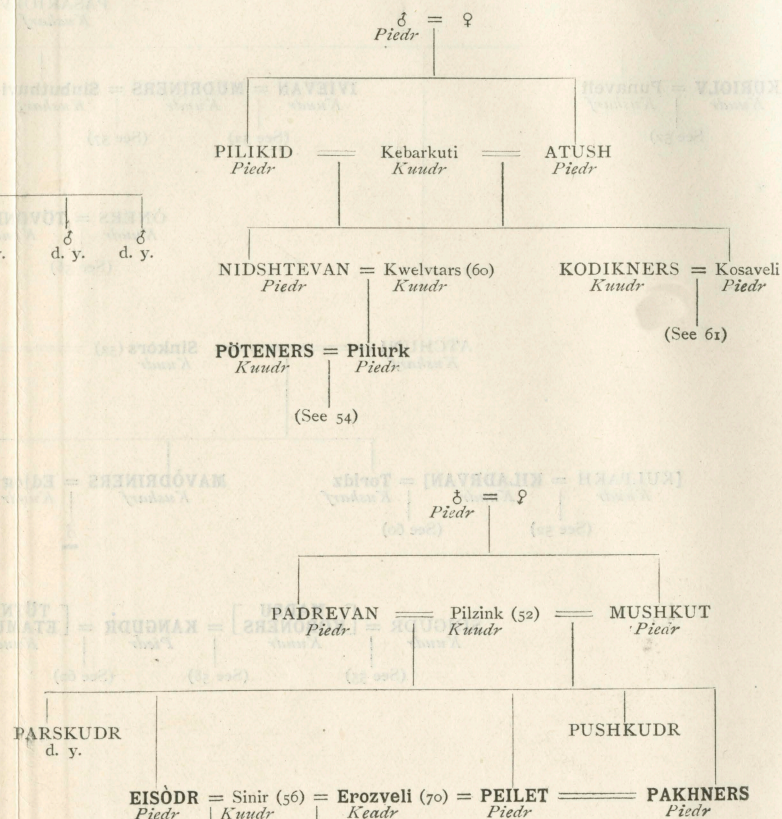 ♂ = ♀
Piedr
PILIKID = Kebarkuti = ATUSH
Piedr Kuudr Piedr
♂ ♂
d. y. d. y.
NIDSHTEVAN = Kwelvtars (60) KODIKNERS = Kosaveli
Piedr Kuudr Kuudr Piedr
(See 61)
PÖTENERS = Piliurk
Kuudr Piedr
(See 54)
♂ = ♀
Piedr
PADREVAN = Pilzink (52) = MUSHKUT
Piedr Kuudr Piedr
PARSKUDR PUSHKUDR
d. y.
EISÒDR = Sinir (56) = Erozveli (70) = PEILET = PAKHNERS
Piedr Kuudr Keadr Piedr Piedr